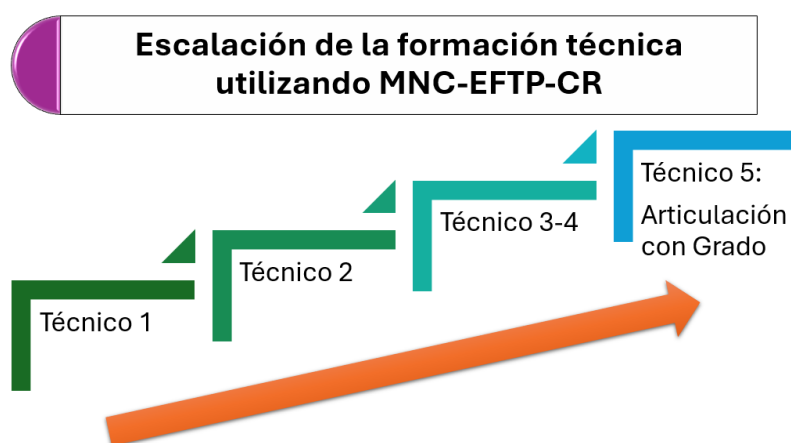 Escalación de la formación técnica
utilizando MNC-EFTP-CR
Técnico 1
Técnico 2
Técnico 3-4
Técnico 5:
Articulación
con Grado